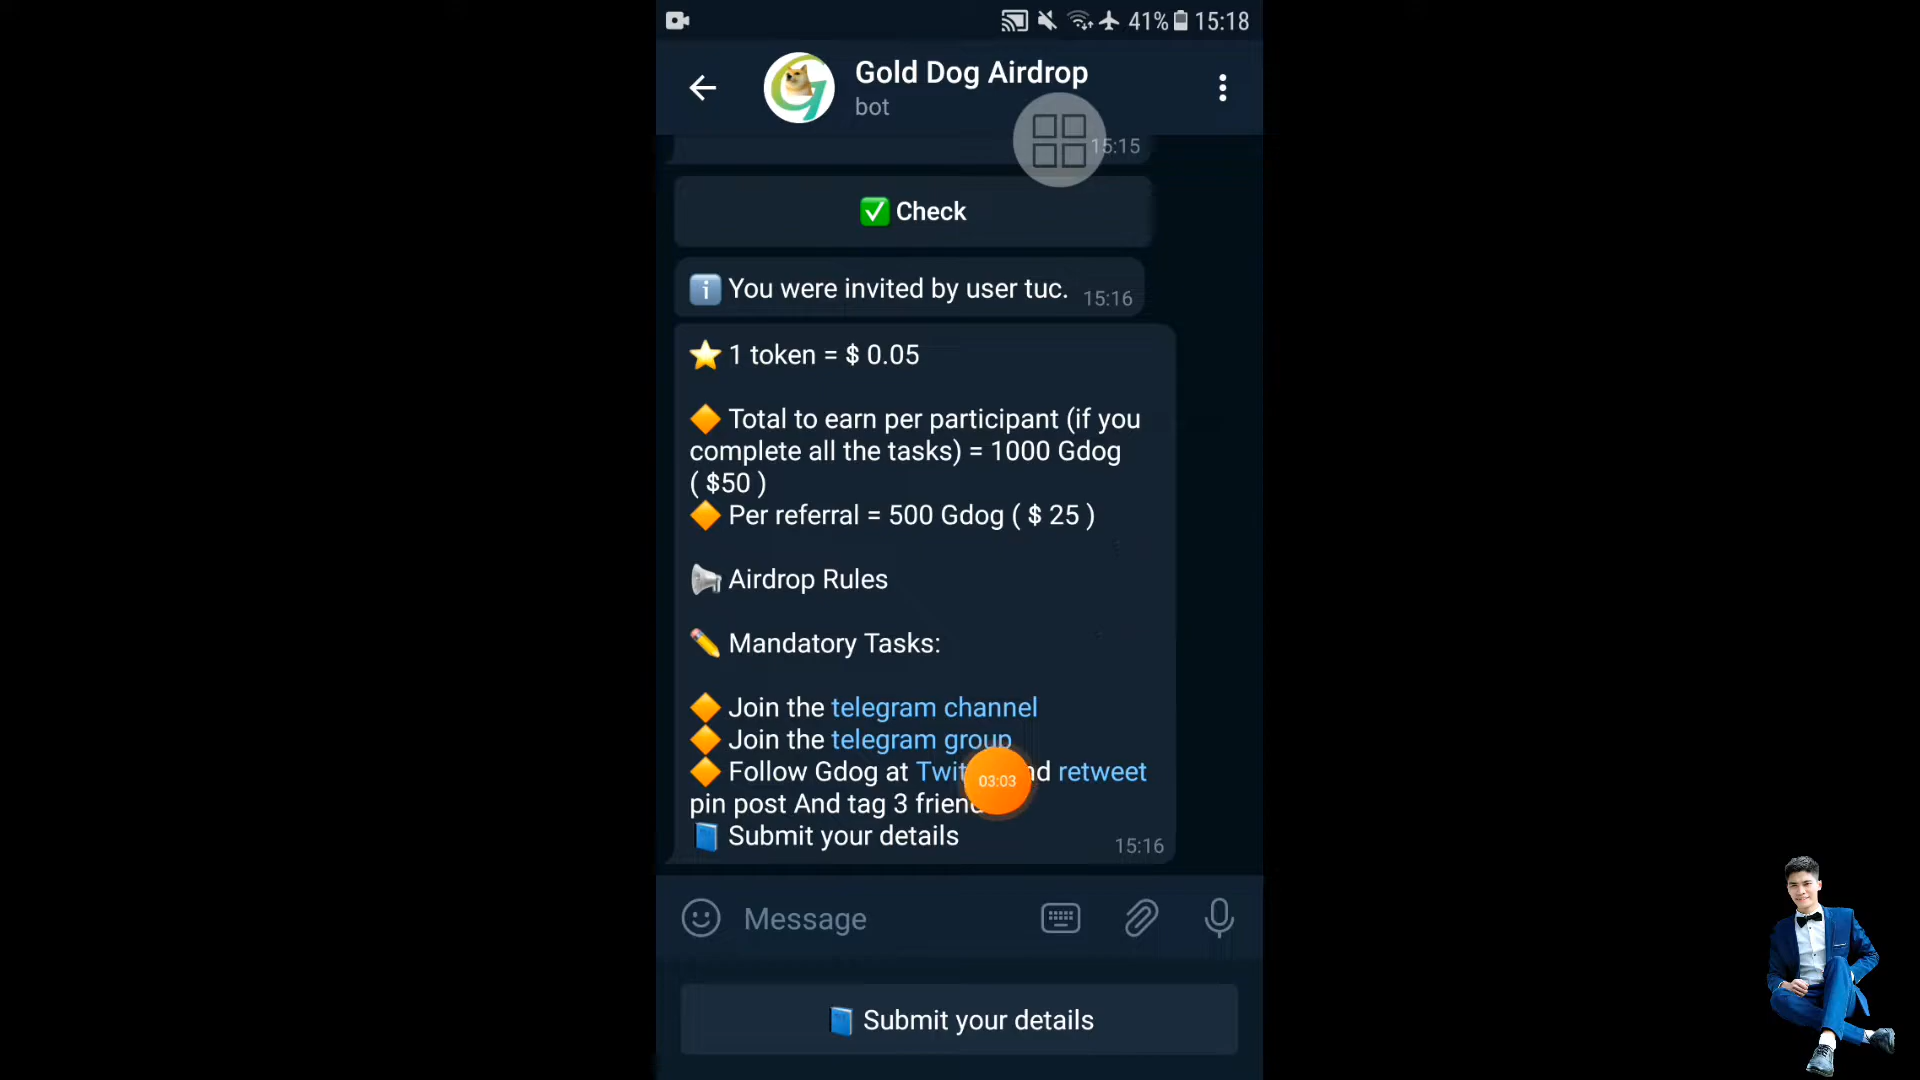 41% 15:18
Gold Dog Airdrop
bot
15:15
✅ Check
ℹ️ You were invited by user tuc. 15:16
⭐ 1 token = $ 0.05
🔶 Total to earn per participant (if you
complete all the tasks) = 1000 Gdog
( $50 )
🔶 Per referral = 500 Gdog ( $ 25 )
📢 Airdrop Rules
✏️ Mandatory Tasks:
🔶 Join the telegram channel
🔶 Join the telegram group
🔶 Follow Gdog at retweet
03:03
pin post And tag 3
📘 Submit your details
15:16
Message
📘 Submit your details